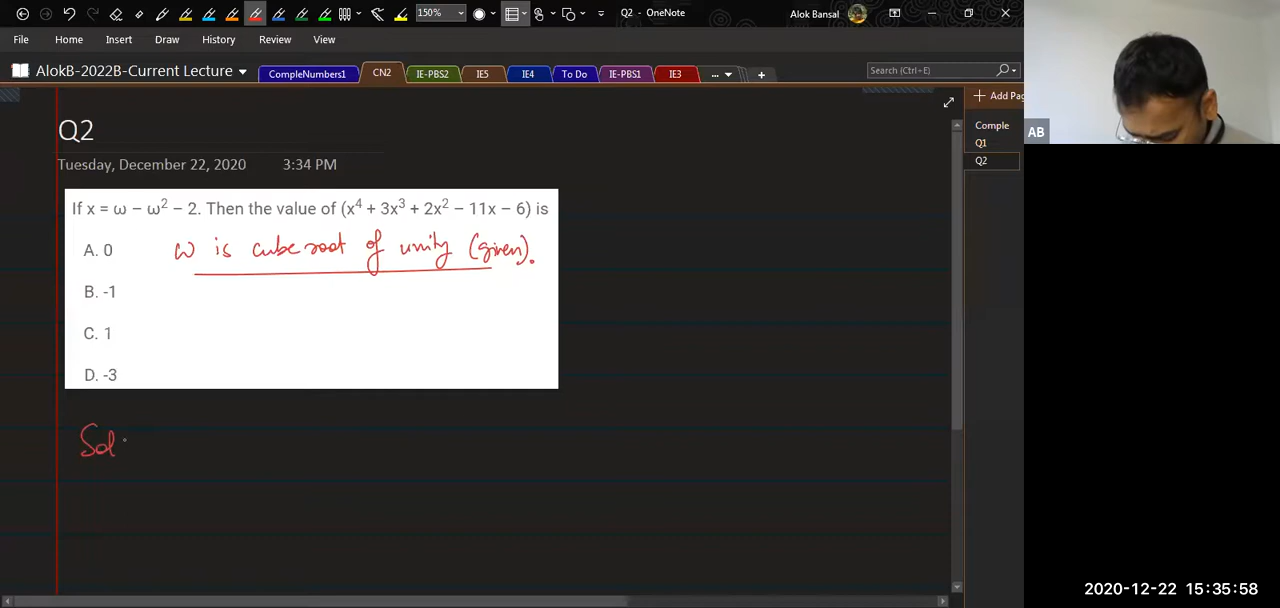 150%
Q2 - OneNote
Alok Bansal
File Home Insert Draw History Review View
AlokB-2022B-Current Lecture
CompleNumbers1 CN2 IE-PBS2 IE5 IE4 To Do IE-PBS1 IE3 ... +
Search (Ctrl+E)
+ Add Pag
Comple
Q1
Q2
AB
Q2
Tuesday, December 22, 2020 3:34 PM
If x = ω − ω² − 2. Then the value of (x⁴ + 3x³ + 2x² − 11x − 6) is
A. 0
ω is cube root of unity (given).
B. -1
C. 1
D. -3
Sol
2020-12-22 15:35:58